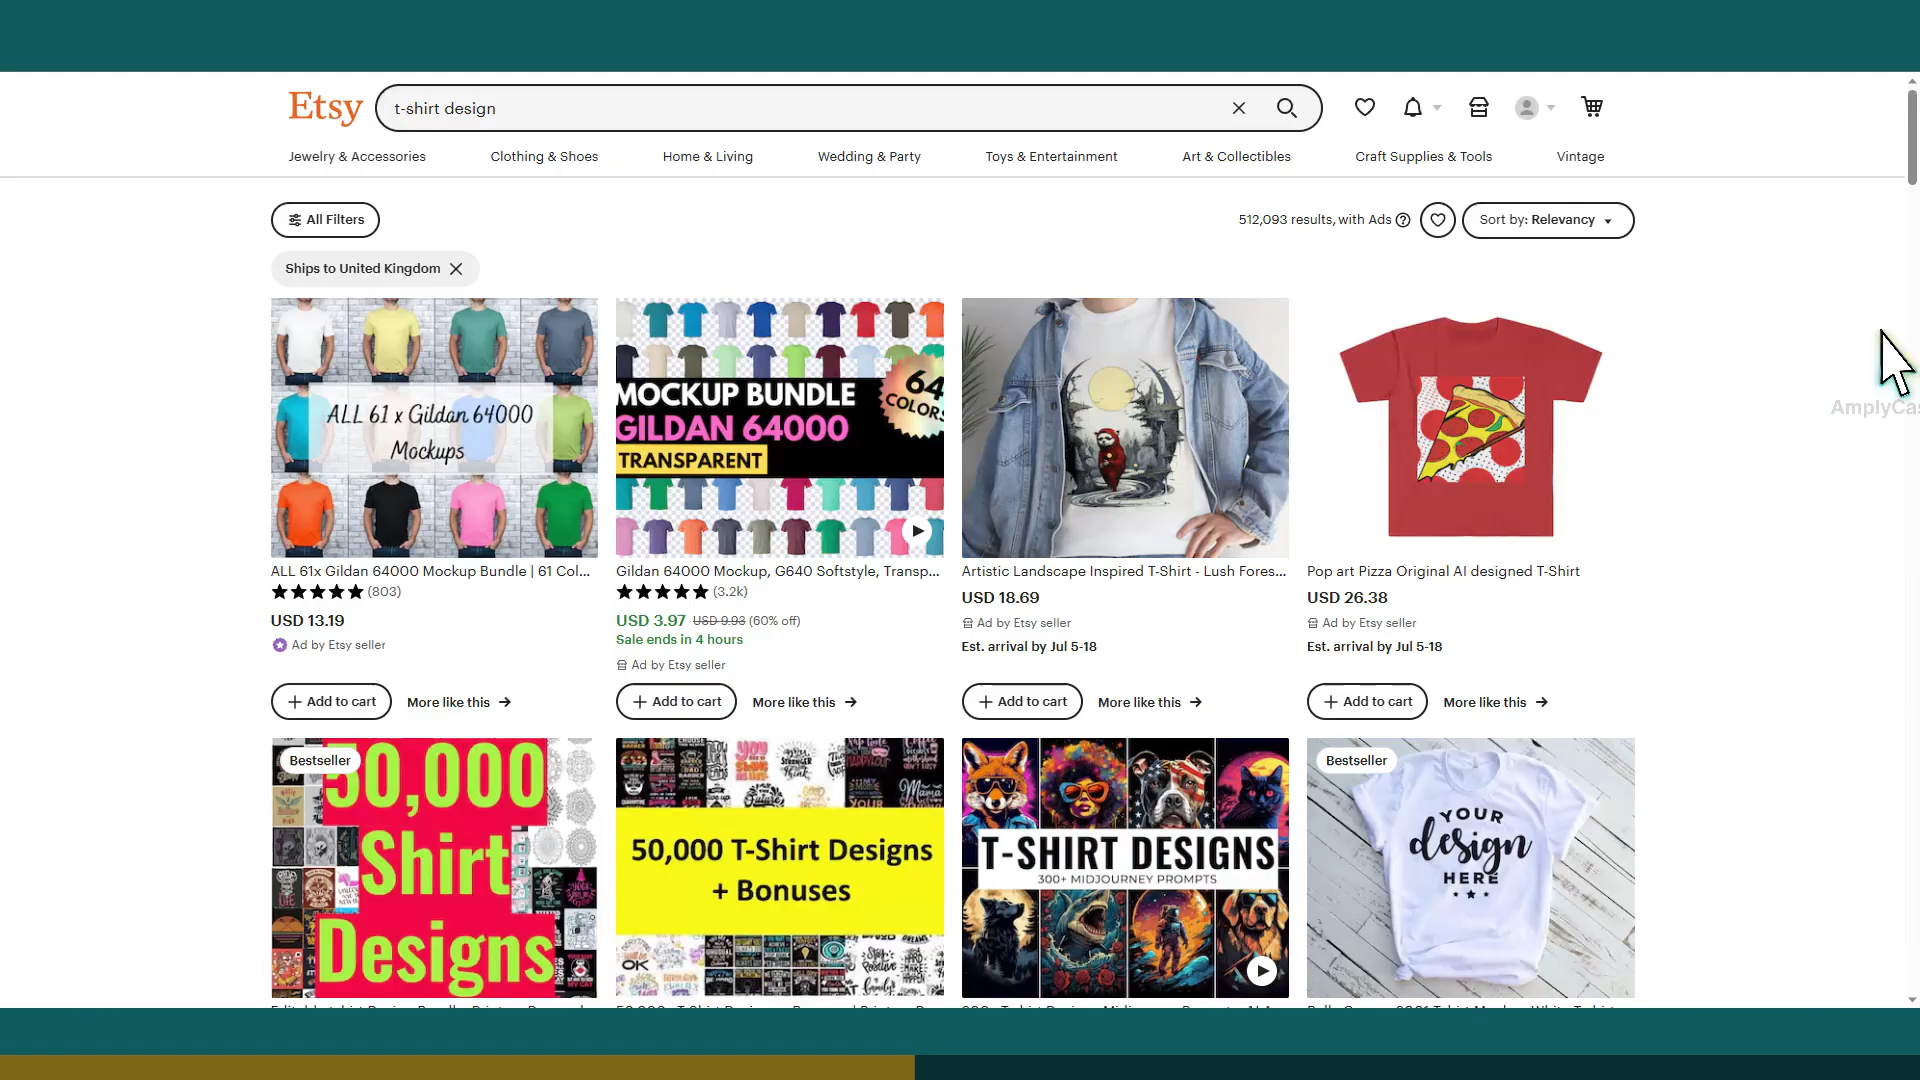 Etsy
t-shirt design
Jewelry & Accessories
Clothing & Shoes
Home & Living
Wedding & Party
Toys & Entertainment
Art & Collectibles
Craft Supplies & Tools
Vintage
All Filters
512,093 results, with Ads
Sort by: Relevancy
Ships to United Kingdom
ALL 61 x Gildan 64000
Mockups
MOCKUP BUNDLE
GILDAN 64000
TRANSPARENT
64
COLORS
AmplyCas
ALL 61x Gildan 64000 Mockup Bundle | 61 Col...
(803)
USD 13.19
Ad by Etsy seller
Gildan 64000 Mockup, G640 Softstyle, Transp...
(3.2k)
USD 3.97 USD 9.93 (60% off)
Sale ends in 4 hours
Ad by Etsy seller
Artistic Landscape Inspired T-Shirt - Lush Fores...
USD 18.69
Ad by Etsy seller
Est. arrival by Jul 5-18
Pop art Pizza Original AI designed T-Shirt
USD 26.38
Ad by Etsy seller
Est. arrival by Jul 5-18
Add to cart
More like this
Add to cart
More like this
Add to cart
More like this
Add to cart
More like this
Bestseller
50,000
Shirt
Designs
50,000 T-Shirt Designs
+ Bonuses
T-SHIRT DESIGNS
300+ MIDJOURNEY PROMPTS
Bestseller
YOUR
design
HERE